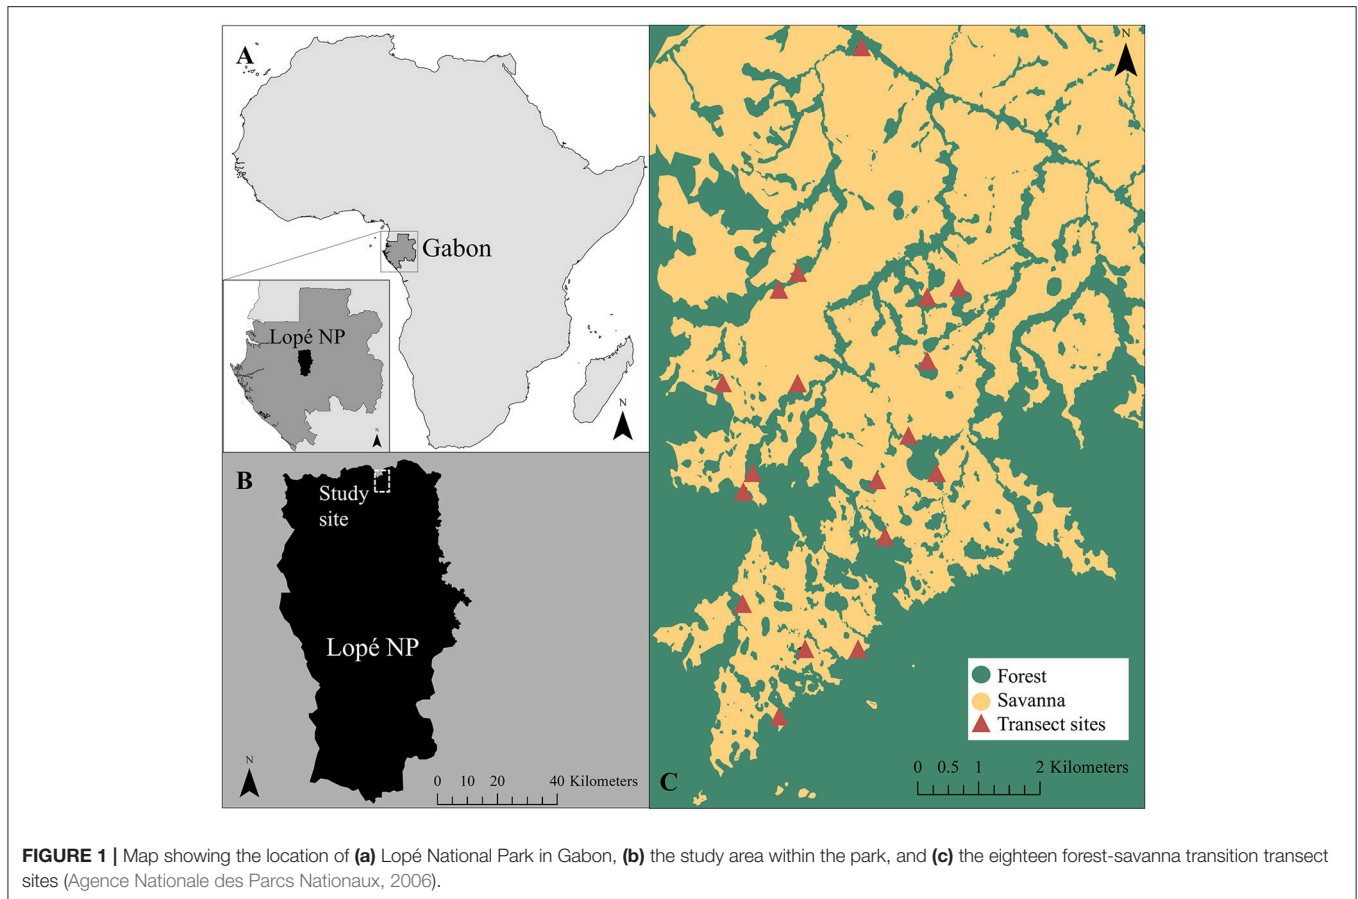 A
Gabon
Lopé NP
N
N
B
Study
site
Lopé NP
N
0 10 20 40 Kilometers
N
Forest
Savanna
Transect sites
C
0 0.5 1 2 Kilometers
FIGURE 1 | Map showing the location of (a) Lopé National Park in Gabon, (b) the study area within the park, and (c) the eighteen forest-savanna transition transect
sites (Agence Nationale des Parcs Nationaux, 2006).